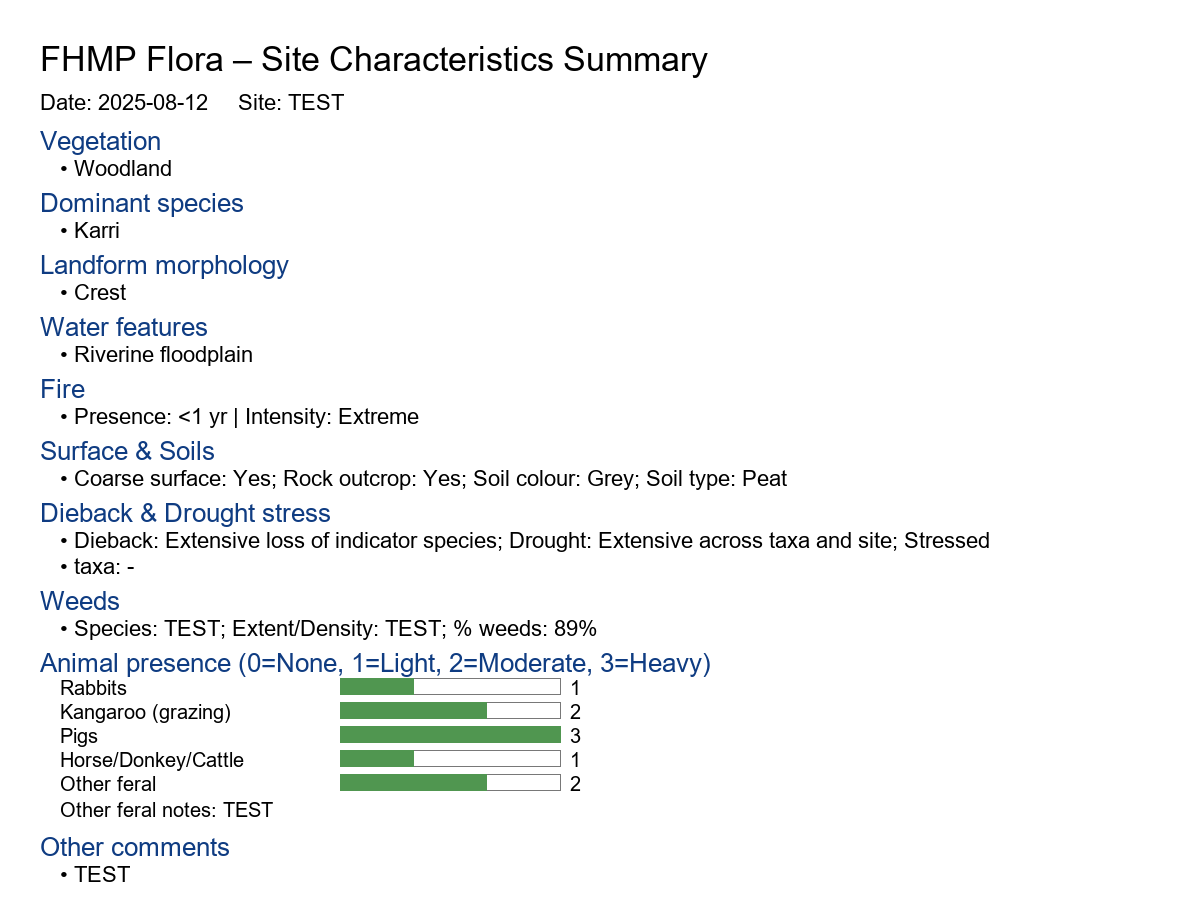 FHMP Flora – Site Characteristics Summary
Date: 2025-08-12 Site: TEST
Vegetation
• Woodland
Dominant species
• Karri
Landform morphology
• Crest
Water features
• Riverine floodplain
Fire
• Presence: <1 yr | Intensity: Extreme
Surface & Soils
• Coarse surface: Yes; Rock outcrop: Yes; Soil colour: Grey; Soil type: Peat
Dieback & Drought stress
• Dieback: Extensive loss of indicator species; Drought: Extensive across taxa and site; Stressed
• taxa: -
Weeds
• Species: TEST; Extent/Density: TEST; % weeds: 89%
Animal presence (0=None, 1=Light, 2=Moderate, 3=Heavy)
Rabbits 1
Kangaroo (grazing) 2
Pigs 3
Horse/Donkey/Cattle 1
Other feral 2
Other feral notes: TEST
Other comments
• TEST